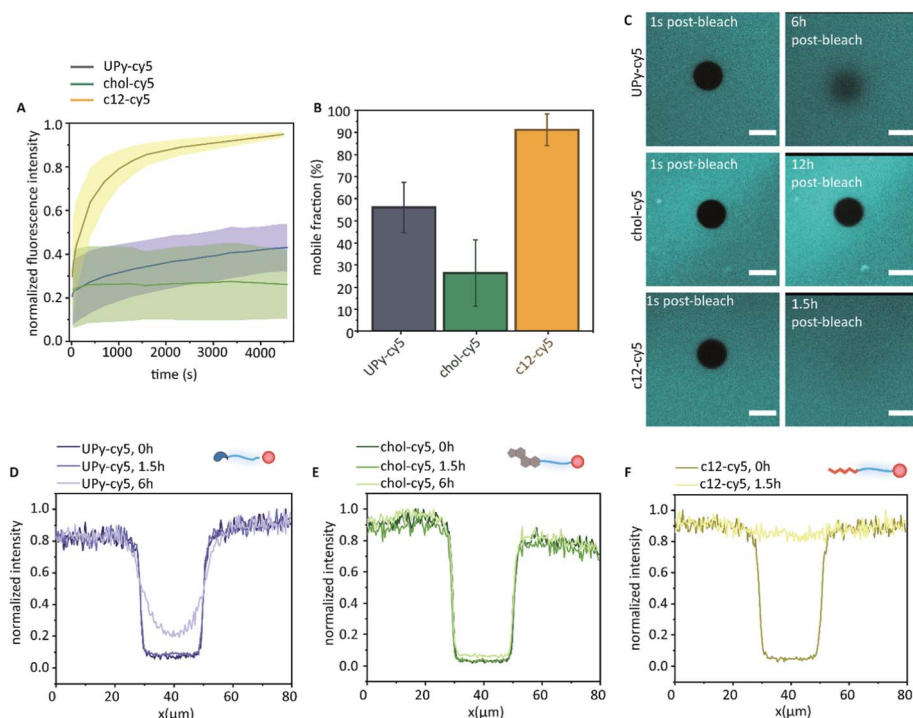 UPy-cy5
chol-cy5
c12-cy5
A
normalized fluorescence intensity
1.0
0.8
0.6
0.4
0.2
0.0
0
1000
2000
3000
4000
time (s)
B
mobile fraction (%)
100
90
80
70
60
50
40
30
20
10
0
UPy-cy5
chol-cy5
c12-cy5
C
UPy-cy5
1s post-bleach
6h
post-bleach
chol-cy5
1s post-bleach
12h
post-bleach
c12-cy5
1s post-bleach
1.5h
post-bleach
UPy-cy5, 0h
UPy-cy5, 1.5h
UPy-cy5, 6h
D
normalized intensity
1.0
0.8
0.6
0.4
0.2
0.0
0
20
40
60
80
x(μm)
chol-cy5, 0h
chol-cy5, 1.5h
chol-cy5, 6h
E
normalized intensity
1.0
0.8
0.6
0.4
0.2
0.0
0
20
40
60
80
x(μm)
c12-cy5, 0h
c12-cy5, 1.5h
F
normalized intensity
1.0
0.8
0.6
0.4
0.2
0.0
0
20
40
60
80
x(μm)